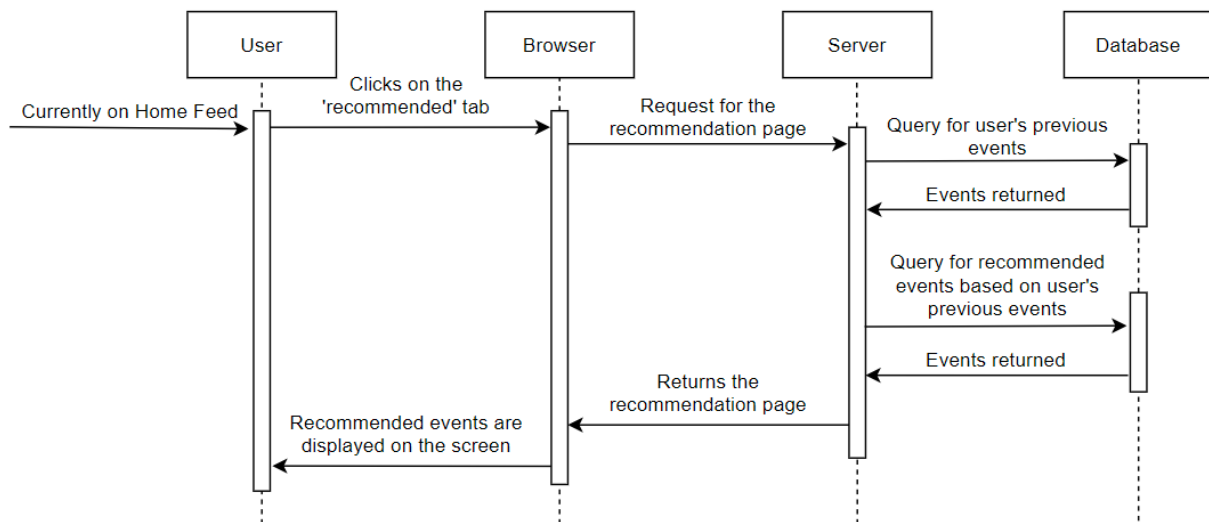 User
Browser
Server
Database
Currently on Home Feed
Clicks on the
'recommended' tab
Request for the
recommendation page
Query for user's previous
events
Events returned
Query for recommended
events based on user's
previous events
Events returned
Returns the
recommendation page
Recommended events are
displayed on the screen